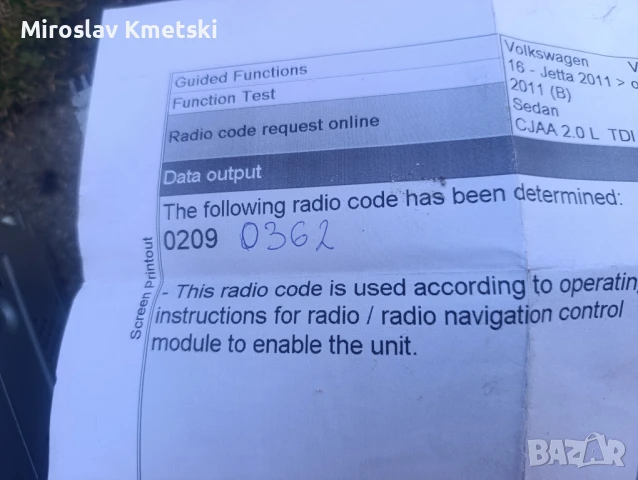 Miroslav Kmetski
Guided Functions
Function Test
Radio code request online
Volkswagen V
16 - Jetta 2011 >
2011 (B)
Sedan
CJAA 2.0 L TDI
Data output
The following radio code has been determined:
0209 0362
- This radio code is used according to operating
instructions for radio / radio navigation control
module to enable the unit.
Screen printout
BAZAR